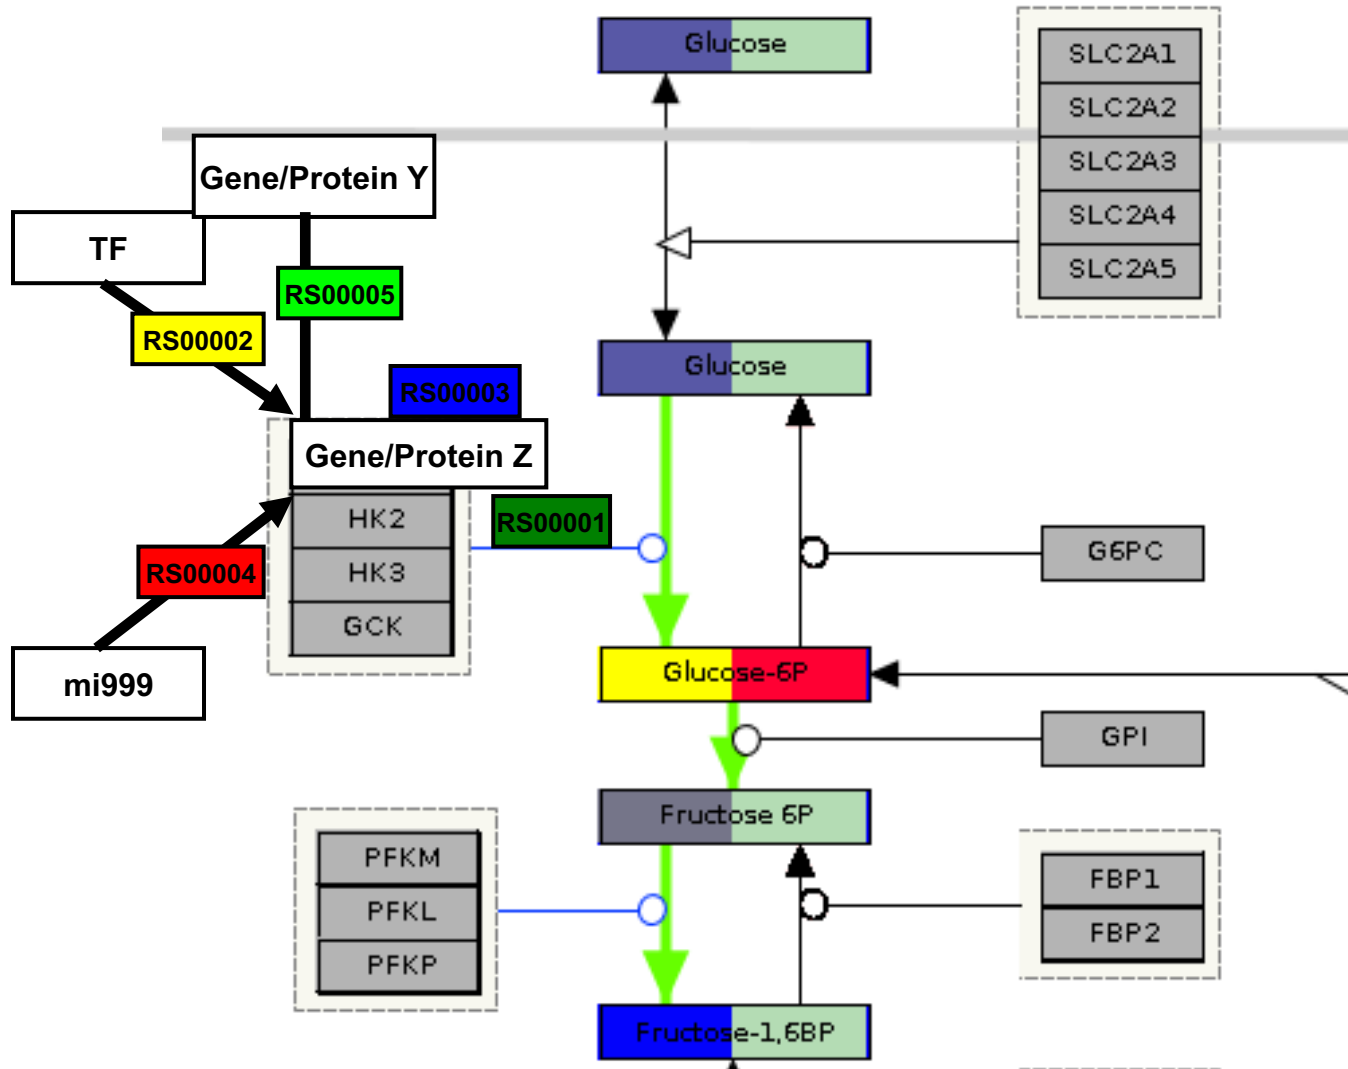 Glucose
SLC2A1
SLC2A2
SLC2A3
SLC2A4
SLC2A5
Gene/Protein Y
TF
RS00005
RS00002
RS00003
Glucose
Gene/Protein Z
HK2
HK3
GCK
RS00001
RS00004
mi999
G6PC
Glucose-6P
GPI
Fructose 6P
PFKM
PFKL
PFKP
FBP1
FBP2
Fructose-1,6BP